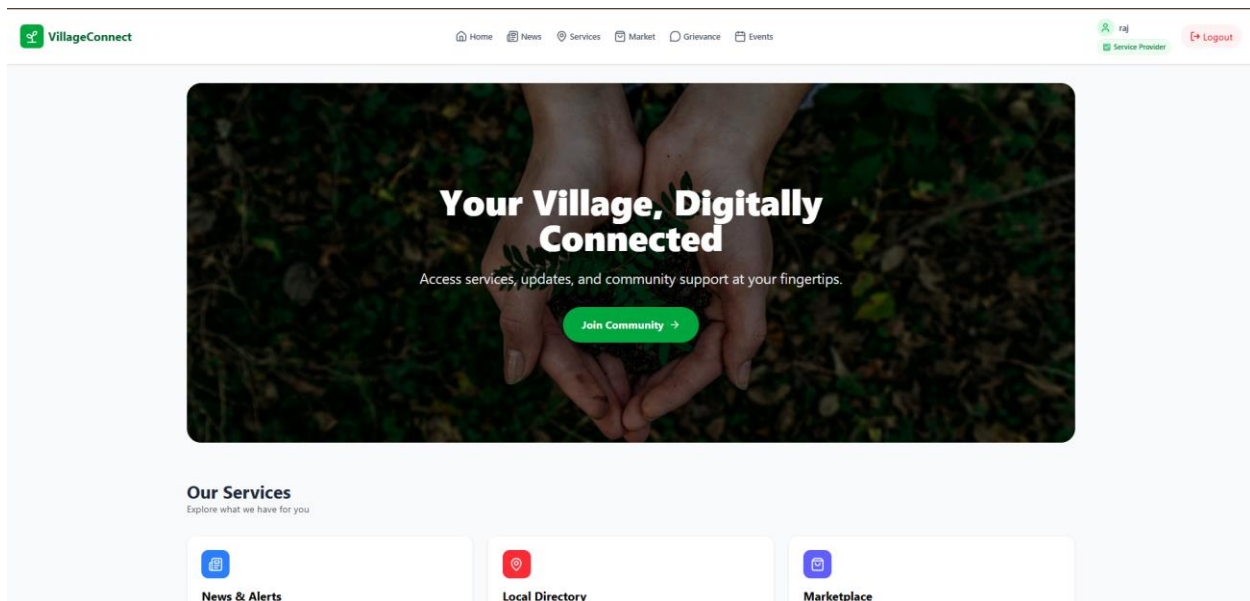 VillageConnect
Home News Services Market Grievance Events
raj
Service Provider
Logout
Your Village, Digitally
Connected
Access services, updates, and community support at your fingertips.
Join Community →
Our Services
Explore what we have for you
News & Alerts
Local Directory
Marketplace